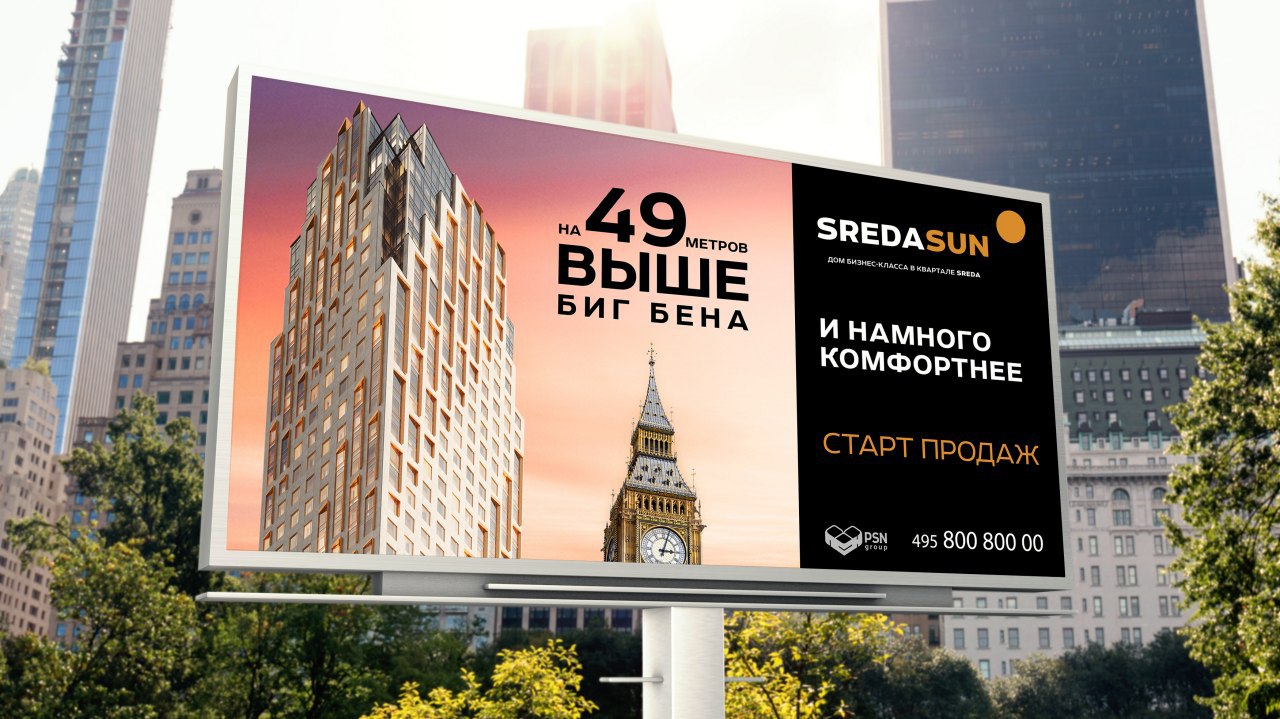 НА 49 МЕТРОВ
ВЫШЕ
БИГ БЕНА
SREDASUN
ДОМ БИЗНЕС-КЛАССА В КВАРТАЛЕ SREDA
И НАМНОГО
КОМФОРТНЕЕ
СТАРТ ПРОДАЖ
PSN
group
495 800 800 00